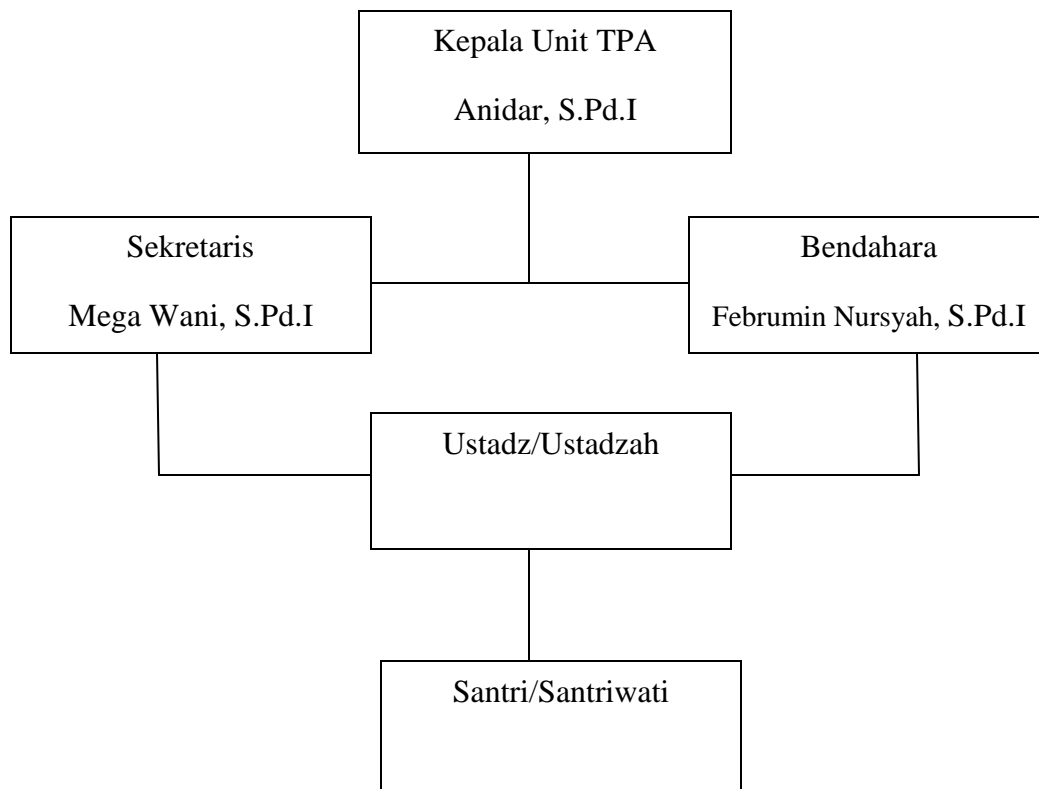 Kepala Unit TPA
Anidar, S.Pd.I
Sekretaris
Mega Wani, S.Pd.I
Bendahara
Februmin Nursyah, S.Pd.I
Ustadz/Ustadzah
Santri/Santriwati